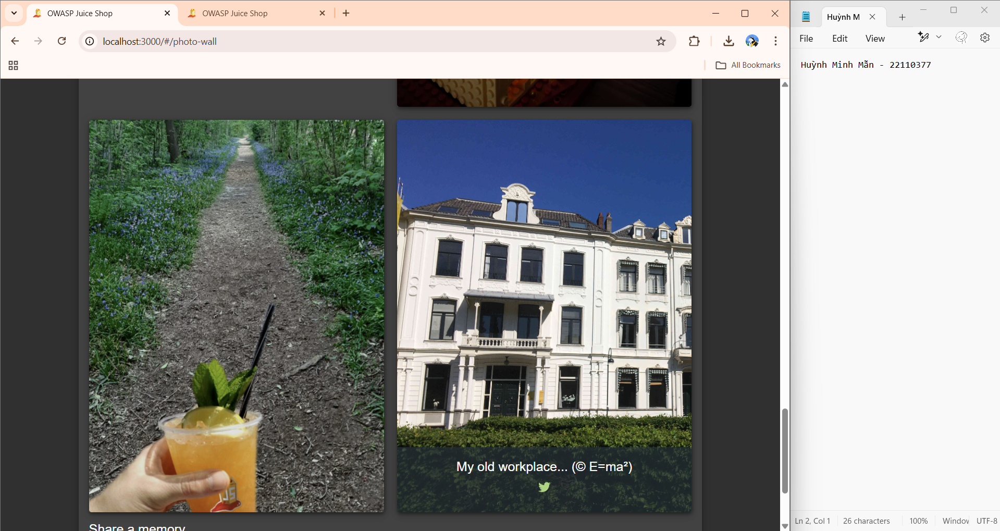 OWASP Juice Shop
OWASP Juice Shop
localhost:3000/#/photo-wall
All Bookmarks
My old workplace... (© E=ma²)
Share a memory
Huỳnh M
File Edit View
Huỳnh Minh Mẫn - 22110377
Ln 2, Col 1 26 characters 100% Window UTF-8